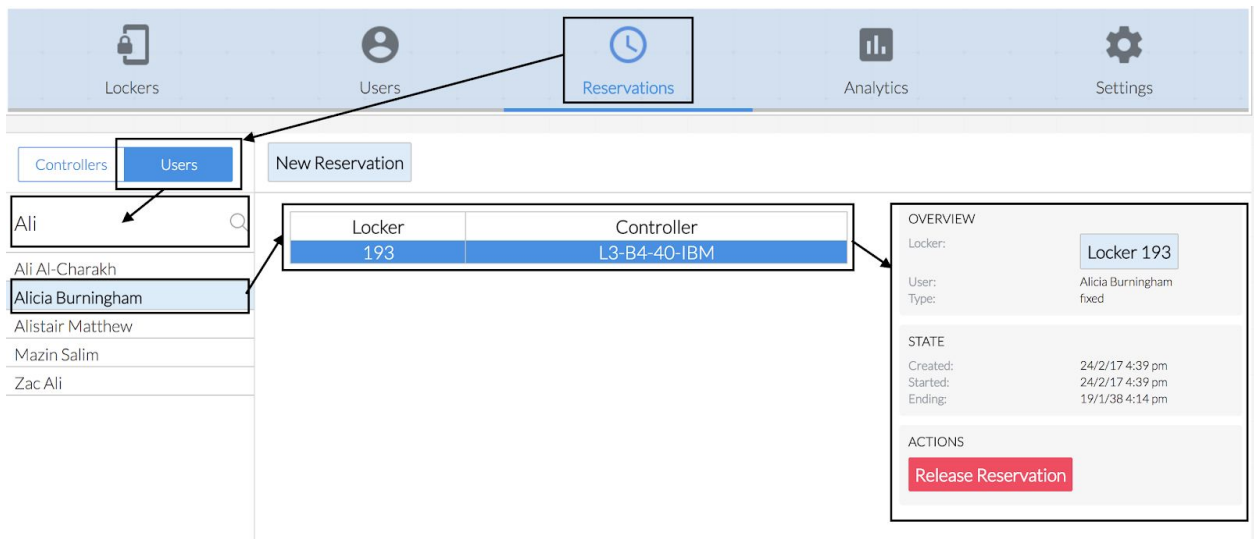 Lockers
Users
Reservations
Analytics
Settings
Controllers
Users
New Reservation
Ali
Ali Al-Charakh
Alicia Burningham
Alistair Matthew
Mazin Salim
Zac Ali
Locker Controller
193 L3-B4-40-IBM
OVERVIEW
Locker: Locker 193
User: Alicia Burningham
Type: fixed
STATE
Created: 24/2/17 4:39 pm
Started: 24/2/17 4:39 pm
Ending: 19/1/38 4:14 pm
ACTIONS
Release Reservation